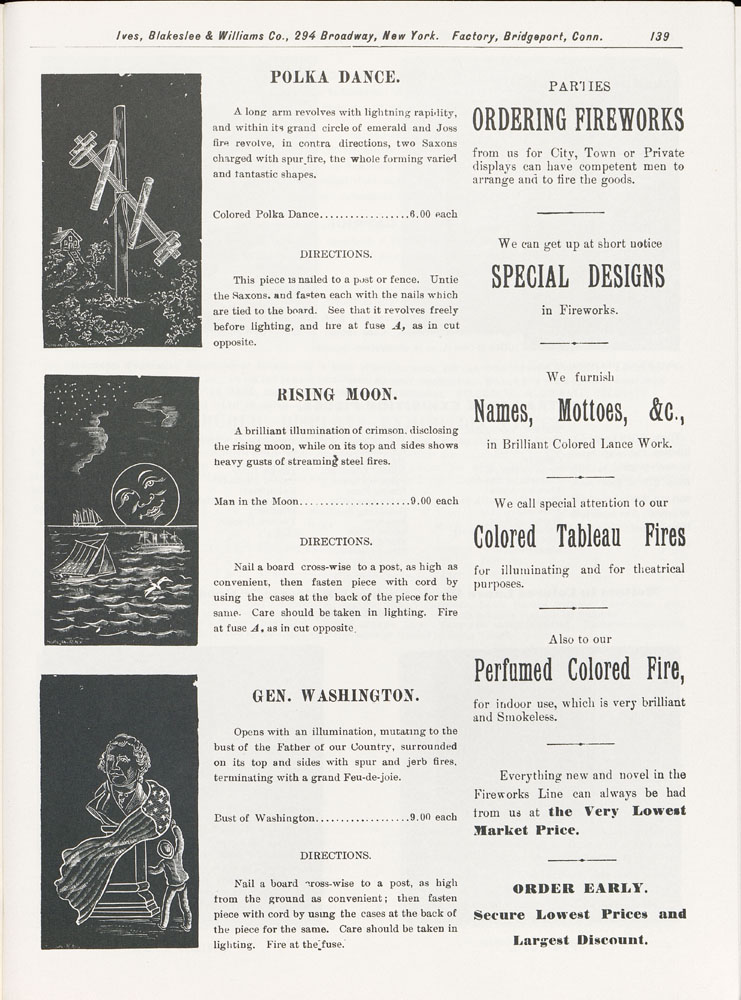 Ives, Blakeslee & Williams Co., 294 Broadway, New York. Factory, Bridgeport, Conn. 139
POLKA DANCE.
A long arm revolves with lightning rapidity,
and within its grand circle of emerald and Joss
fire revolve, in contra directions, two Saxons
charged with spur fire, the whole forming varied
and fantastic shapes.
Colored Polka Dance..................6.00 each
DIRECTIONS.
This piece is nailed to a post or fence. Untie
the Saxons. and fasten each with the nails which
are tied to the board. See that it revolves freely
before lighting, and fire at fuse A, as in cut
opposite.
RISING MOON.
A brilliant illumination of crimson, disclosing
the rising moon, while on its top and sides shows
heavy gusts of streaming steel fires.
Man in the Moon......................9.00 each
DIRECTIONS.
Nail a board cross-wise to a post, as high as
convenient, then fasten piece with cord by
using the cases at the back of the piece for the
same. Care should be taken in lighting. Fire
at fuse A, as in cut opposite.
GEN. WASHINGTON.
Opens with an illumination, mutating to the
bust of the Father of our Country, surrounded
on its top and sides with spur and jerb fires,
terminating with a grand Feu-de-joie.
Bust of Washington...................9.00 each
DIRECTIONS.
Nail a board cross-wise to a post, as high
from the ground as convenient; then fasten
piece with cord by using the cases at the back of
the piece for the same. Care should be taken in
lighting. Fire at the fuse.
PARTIES
ORDERING FIREWORKS
from us for City, Town or Private
displays can have competent men to
arrange and to fire the goods.
We can get up at short notice
SPECIAL DESIGNS
in Fireworks.
We furnish
Names, Mottoes, &c.,
in Brilliant Colored Lance Work.
We call special attention to our
Colored Tableau Fires
for illuminating and for theatrical
purposes.
Also to our
Perfumed Colored Fire,
for indoor use, which is very brilliant
and Smokeless.
Everything new and novel in the
Fireworks Line can always be had
from us at the Very Lowest
Market Price.
ORDER EARLY.
Secure Lowest Prices and
Largest Discount.
A